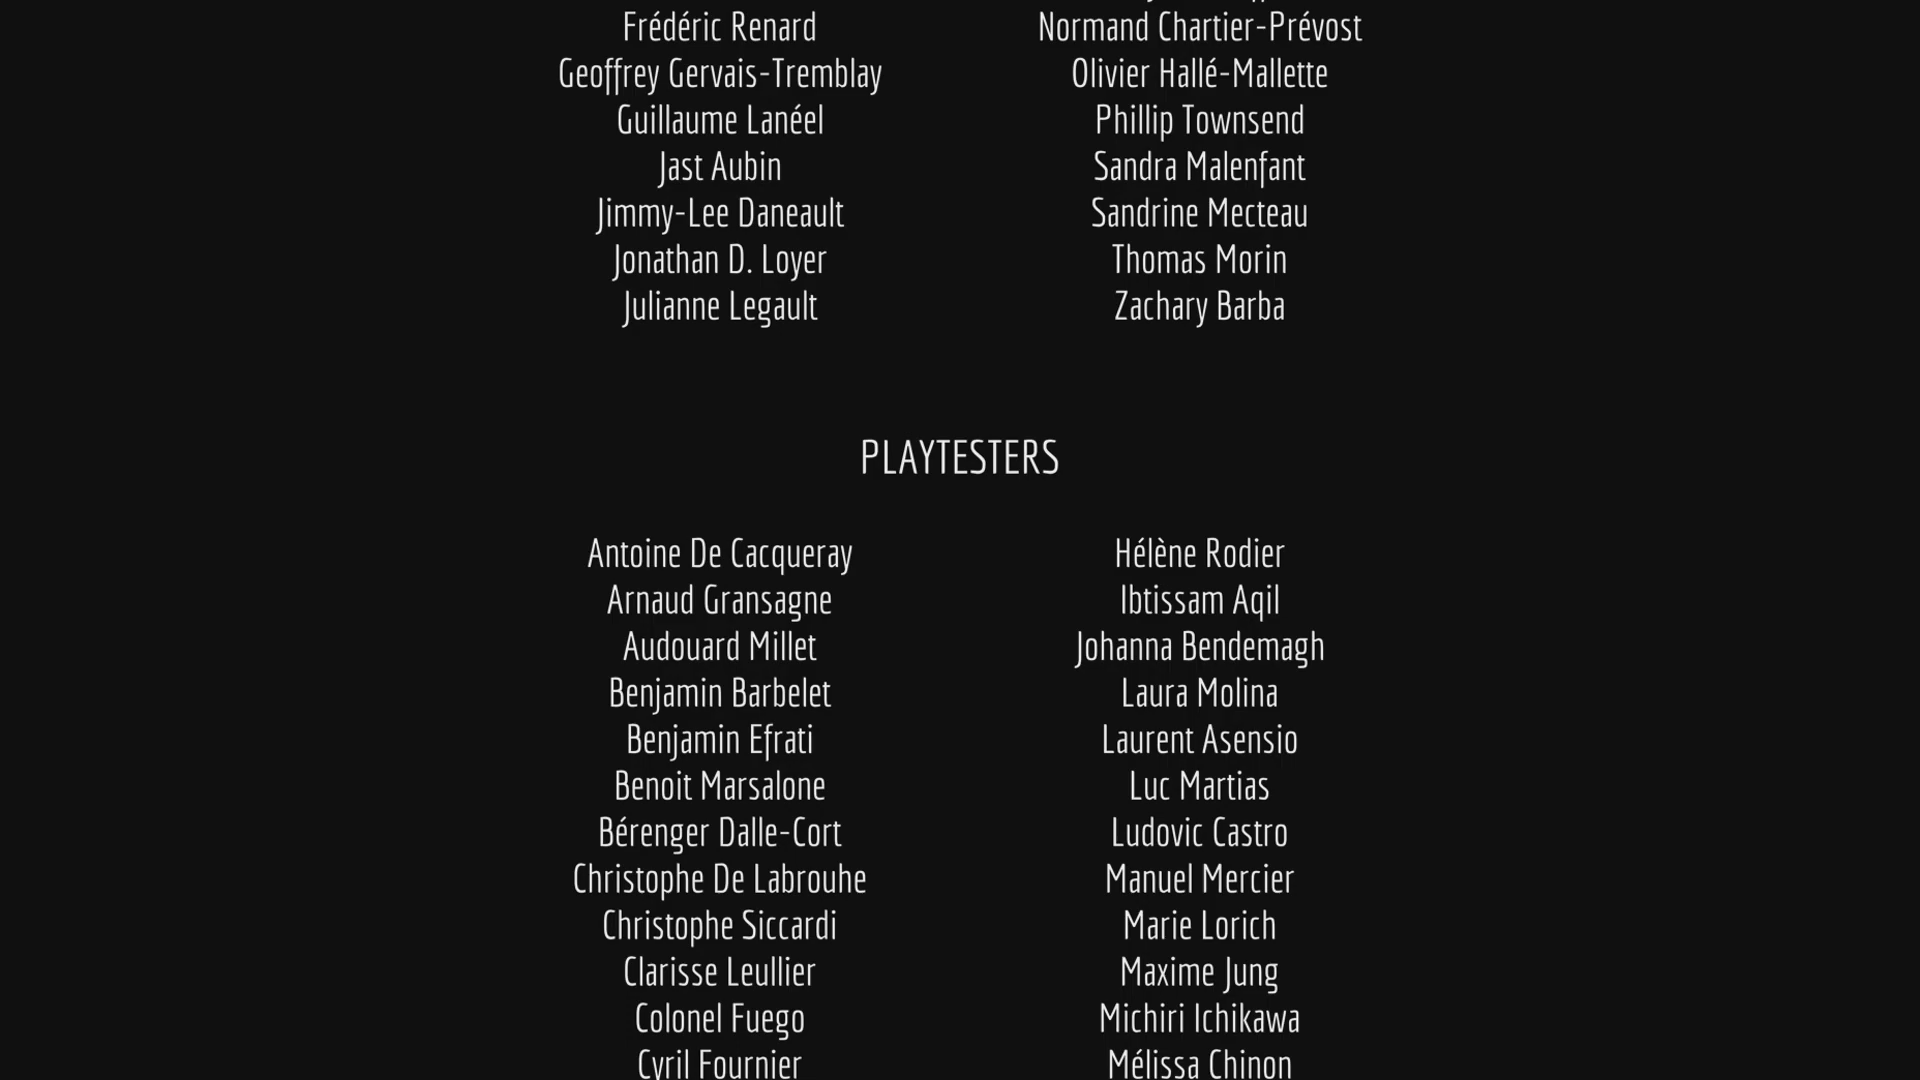 Frédéric Renard
Geoffrey Gervais-Tremblay
Guillaume Lanéel
Jast Aubin
Jimmy-Lee Daneault
Jonathan D. Loyer
Julianne Legault
Normand Chartier-Prévost
Olivier Hallé-Mallette
Phillip Townsend
Sandra Malenfant
Sandrine Mecteau
Thomas Morin
Zachary Barba
PLAYTESTERS
Antoine De Cacqueray
Arnaud Gransagne
Audouard Millet
Benjamin Barbelet
Benjamin Efrati
Benoit Marsalone
Bérenger Dalle-Cort
Christophe De Labrouhe
Christophe Siccardi
Clarisse Leullier
Colonel Fuego
Cyril Fournier
Hélène Rodier
Ibtissam Aqil
Johanna Bendemagh
Laura Molina
Laurent Asensio
Luc Martias
Ludovic Castro
Manuel Mercier
Marie Lorich
Maxime Jung
Michiri Ichikawa
Mélissa Chinon